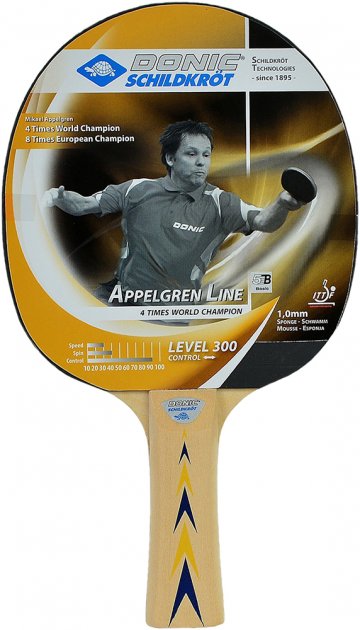 DONIC®
SCHILDKRÖT
SCHILDKRÖT
TECHNOLOGIES
- since 1895 -
Mikael Appelgren
4 Times World Champion
8 Times European Champion
DONIC
APPELGREN LINE
4 TIMES WORLD CHAMPION
Basic
ITTF
1,0mm
SPONGE - SCHWAMM
MOUSSE - ESPONJA
LEVEL 300
CONTROL
Speed
Spin
Control
10 20 30 40 50 60 70 80 90 100
DONIC
SCHILDKRÖT